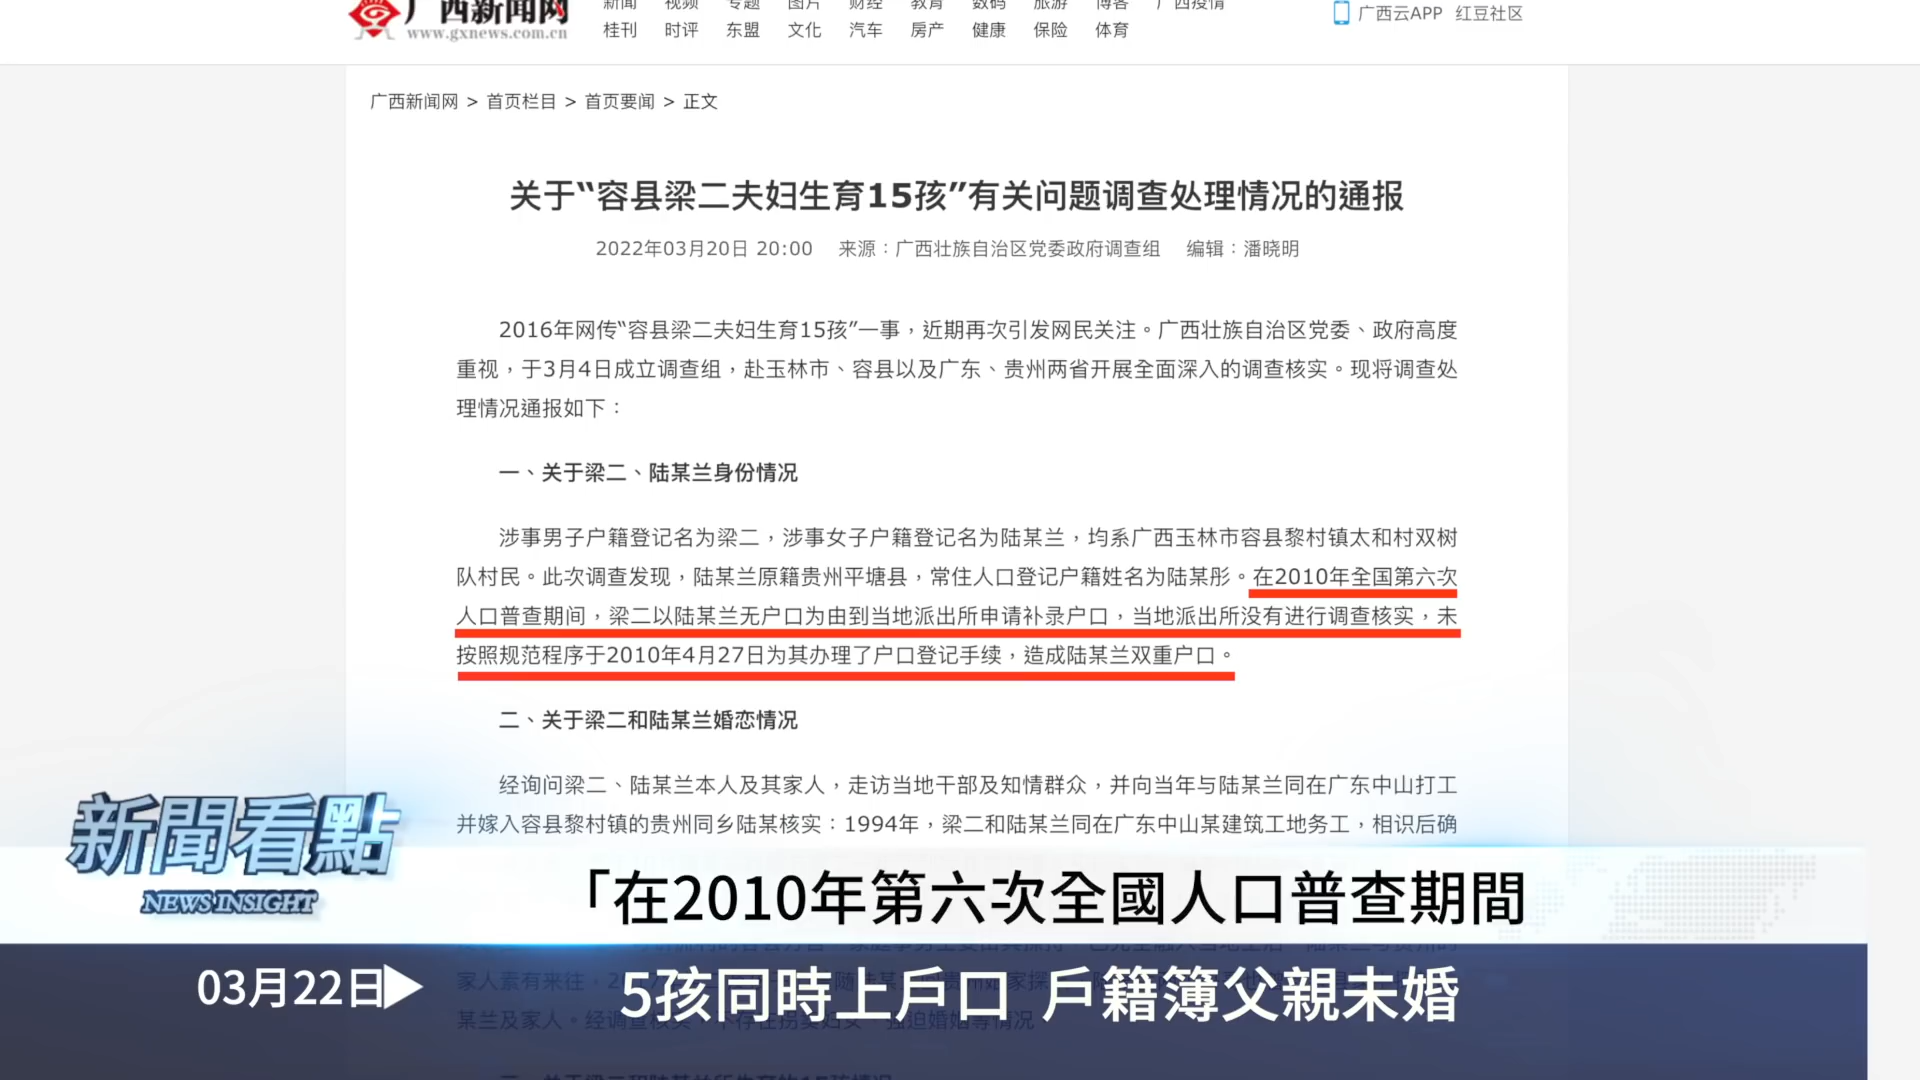 广西新闻网
www.gxnews.com.cn
新闻 视频 专题 图片 财经 教育 数码 旅游 博客 广西疫情
桂刊 时评 东盟 文化 汽车 房产 健康 保险 体育
广西云APP 红豆社区
广西新闻网 > 首页栏目 > 首页要闻 > 正文
关于“容县梁二夫妇生育15孩”有关问题调查处理情况的通报
2022年03月20日 20:00 来源：广西壮族自治区党委政府调查组 编辑：潘晓明
2016年网传“容县梁二夫妇生育15孩”一事，近期再次引发网民关注。广西壮族自治区党委、政府高度
重视，于3月4日成立调查组，赴玉林市、容县以及广东、贵州两省开展全面深入的调查核实。现将调查处
理情况通报如下：
一、关于梁二、陆某兰身份情况
涉事男子户籍登记名为梁二，涉事女子户籍登记名为陆某兰，均系广西玉林市容县黎村镇太和村双树
队村民。此次调查发现，陆某兰原籍贵州平塘县，常住人口登记户籍姓名为陆某彤。在2010年全国第六次
人口普查期间，梁二以陆某兰无户口为由到当地派出所申请补录户口，当地派出所没有进行调查核实，未
按照规范程序于2010年4月27日为其办理了户口登记手续，造成陆某兰双重户口。
二、关于梁二和陆某兰婚恋情况
经询问梁二、陆某兰本人及其家人，走访当地干部及知情群众，并向当年与陆某兰同在广东中山打工
并嫁入容县黎村镇的贵州同乡陆某核实：1994年，梁二和陆某兰同在广东中山某建筑工地务工，相识后确
新聞看點
NEWS INSIGHT
「在2010年第六次全國人口普查期間
03月22日
5孩同時上戶口 戶籍簿父親未婚